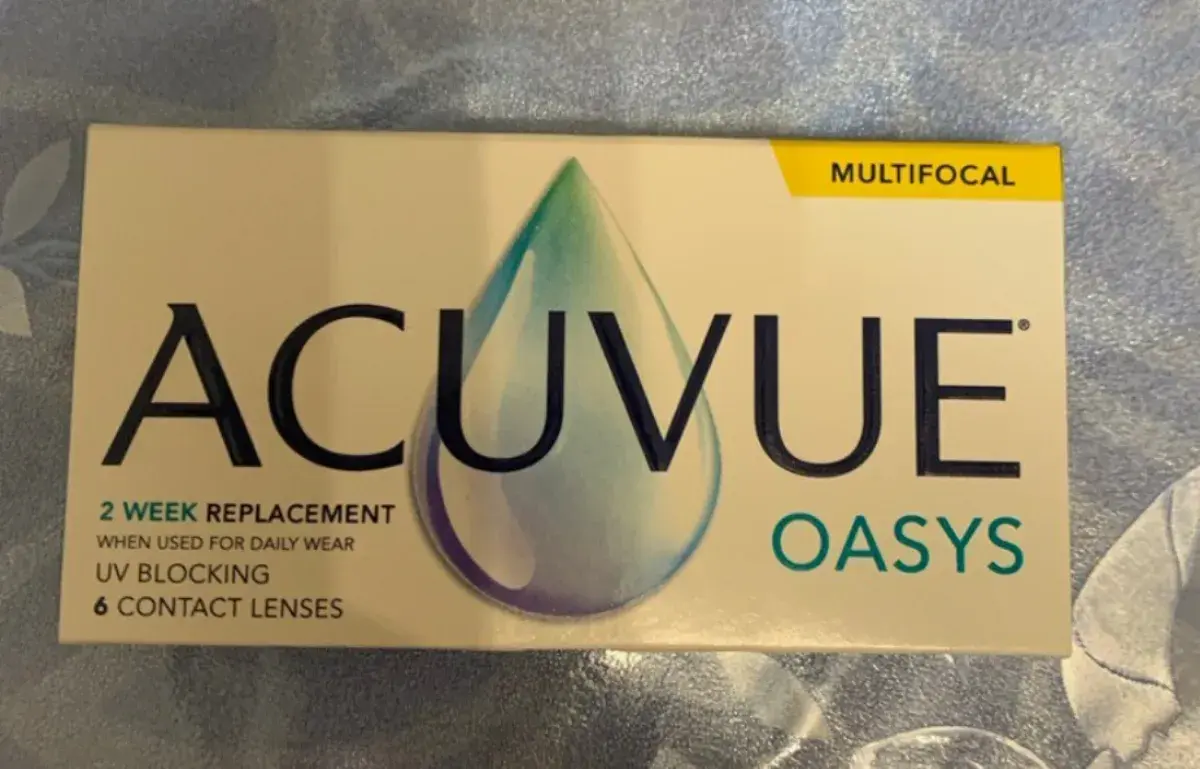 MULTIFOCAL
ACUVUE®
OASYS
2 WEEK REPLACEMENT
WHEN USED FOR DAILY WEAR
UV BLOCKING
6 CONTACT LENSES